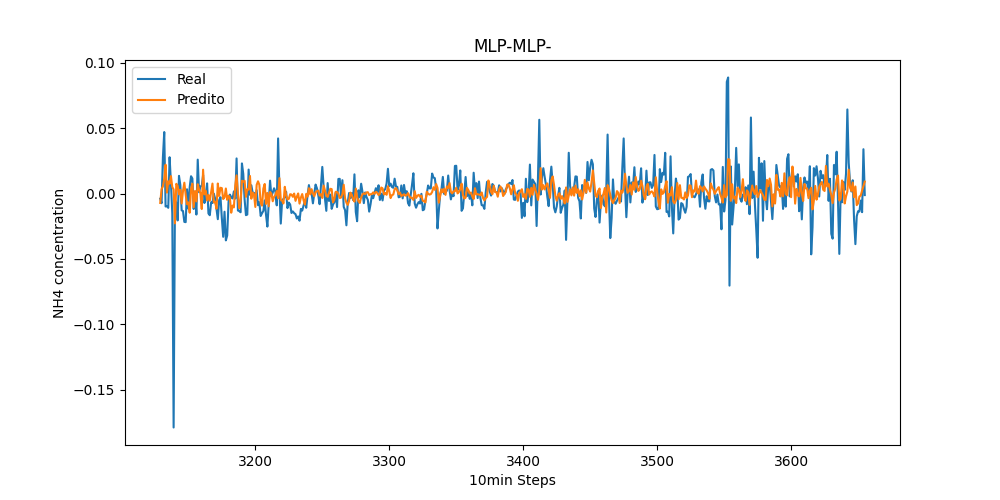 MLP-MLP-
Real
Predito
0.10
0.05
0.00
−0.05
−0.10
−0.15
NH4 concentration
3200 3300 3400 3500 3600
10min Steps